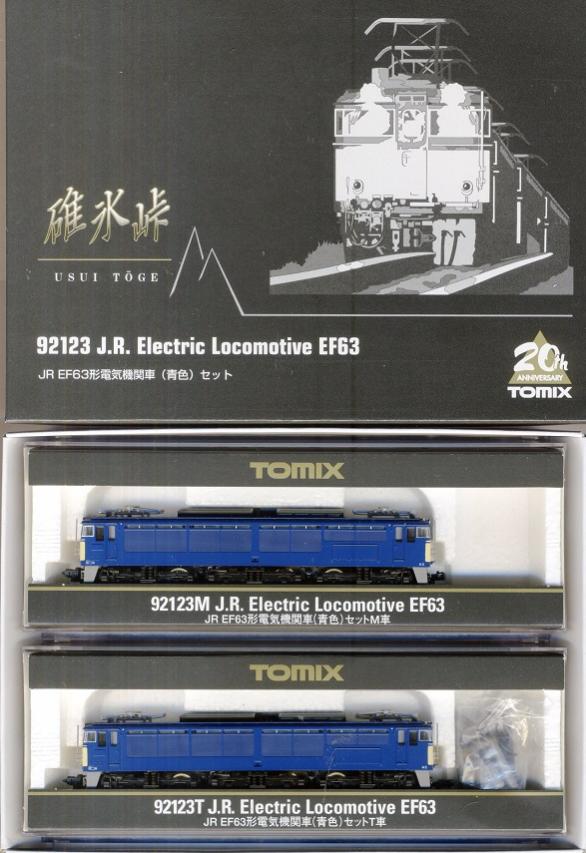 碓氷峠
USUI TŌGE
92123 J.R. Electric Locomotive EF63
JR EF63形電気機関車（青色）セット
20th
ANNIVERSARY
TOMIX
TOMIX
92123M J.R. Electric Locomotive EF63
JR EF63形電気機関車(青色)セットM車
TOMIX
92123T J.R. Electric Locomotive EF63
JR EF63形電気機関車(青色)セットT車